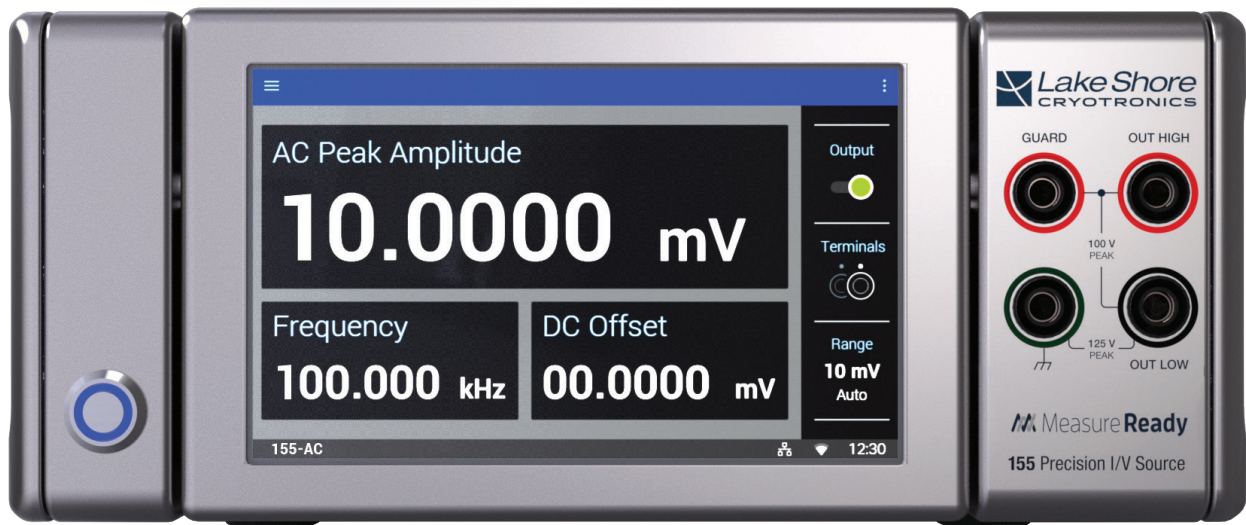 AC Peak Amplitude
10.0000 mV
Frequency
100.000 kHz
DC Offset
00.0000 mV
Output
Terminals
Range
10 mV
Auto
155-AC
12:30
Lake Shore
CRYOTRONICS
GUARD
OUT HIGH
100 V
PEAK
125 V
PEAK
OUT LOW
MeasureReady
155 Precision I/V Source